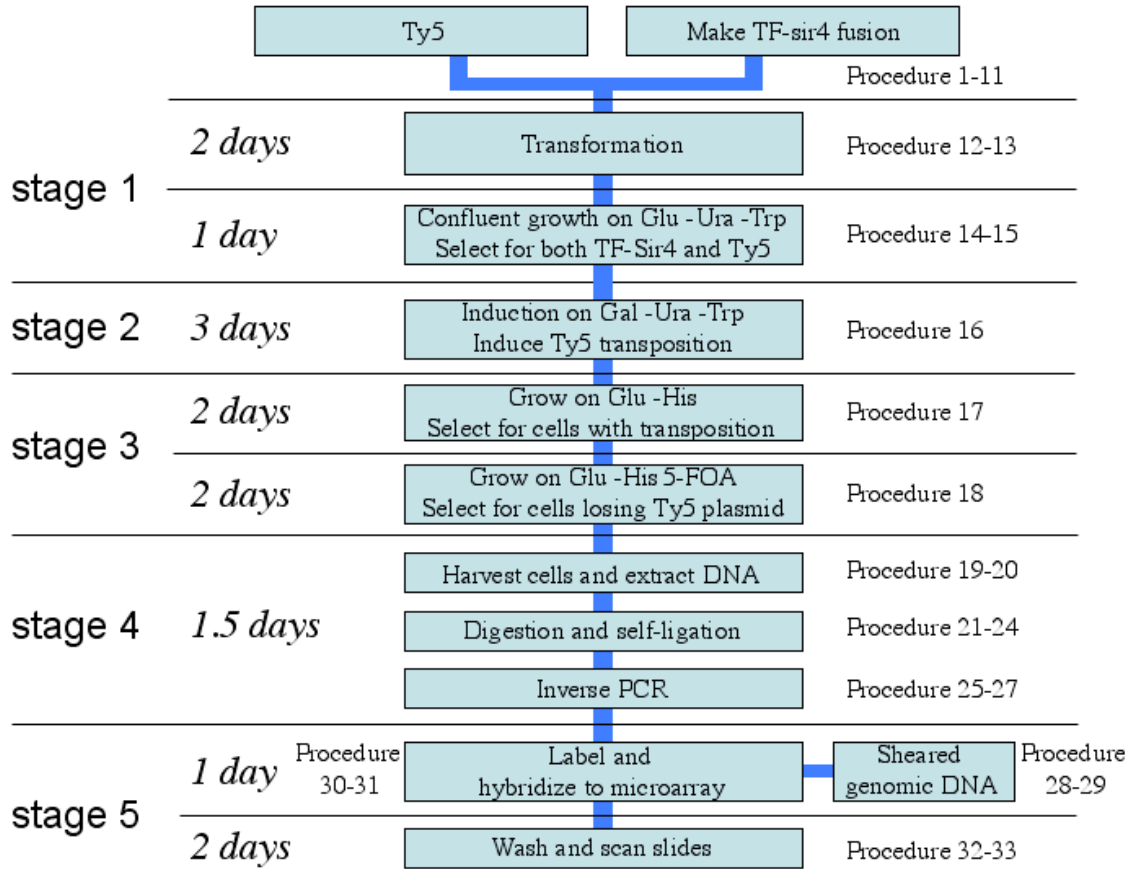 Ty5
Make TF-sir4 fusion
Procedure 1-11
stage 1
2 days
Transformation
Procedure 12-13
1 day
Confluent growth on Glu -Ura -Trp
Select for both TF-Sir4 and Ty5
Procedure 14-15
stage 2
3 days
Induction on Gal -Ura -Trp
Induce Ty5 transposition
Procedure 16
stage 3
2 days
Grow on Glu -His
Select for cells with transposition
Procedure 17
2 days
Grow on Glu -His 5-FOA
Select for cells losing Ty5 plasmid
Procedure 18
stage 4
1.5 days
Harvest cells and extract DNA
Procedure 19-20
Digestion and self-ligation
Procedure 21-24
Inverse PCR
Procedure 25-27
stage 5
1 day
Procedure
30-31
Label and
hybridize to microarray
Sheared
genomic DNA
Procedure
28-29
2 days
Wash and scan slides
Procedure 32-33